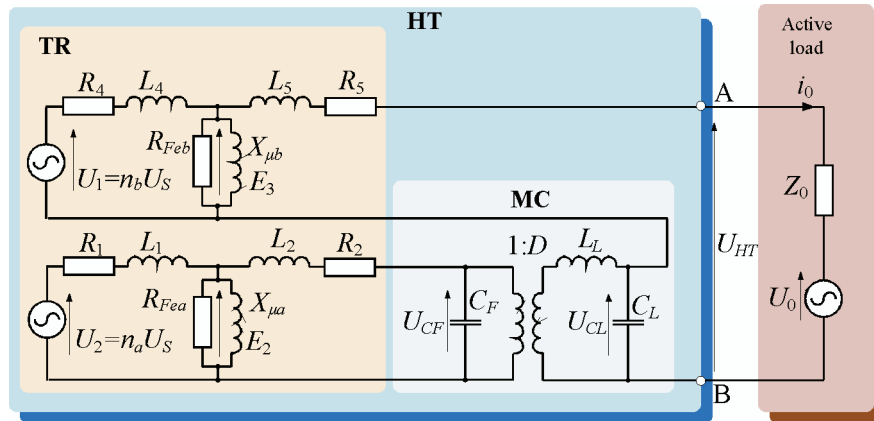 HT
Active
load
TR
R4 L4 L5 R5
A
i0
RFeb Xμb
E3
U1=nbUS
Z0
MC
UHT
R1 L1 L2 R2
1:D LL
RFea Xμa
E2
UCF CF
UCL CL
U0
U2=naUS
B